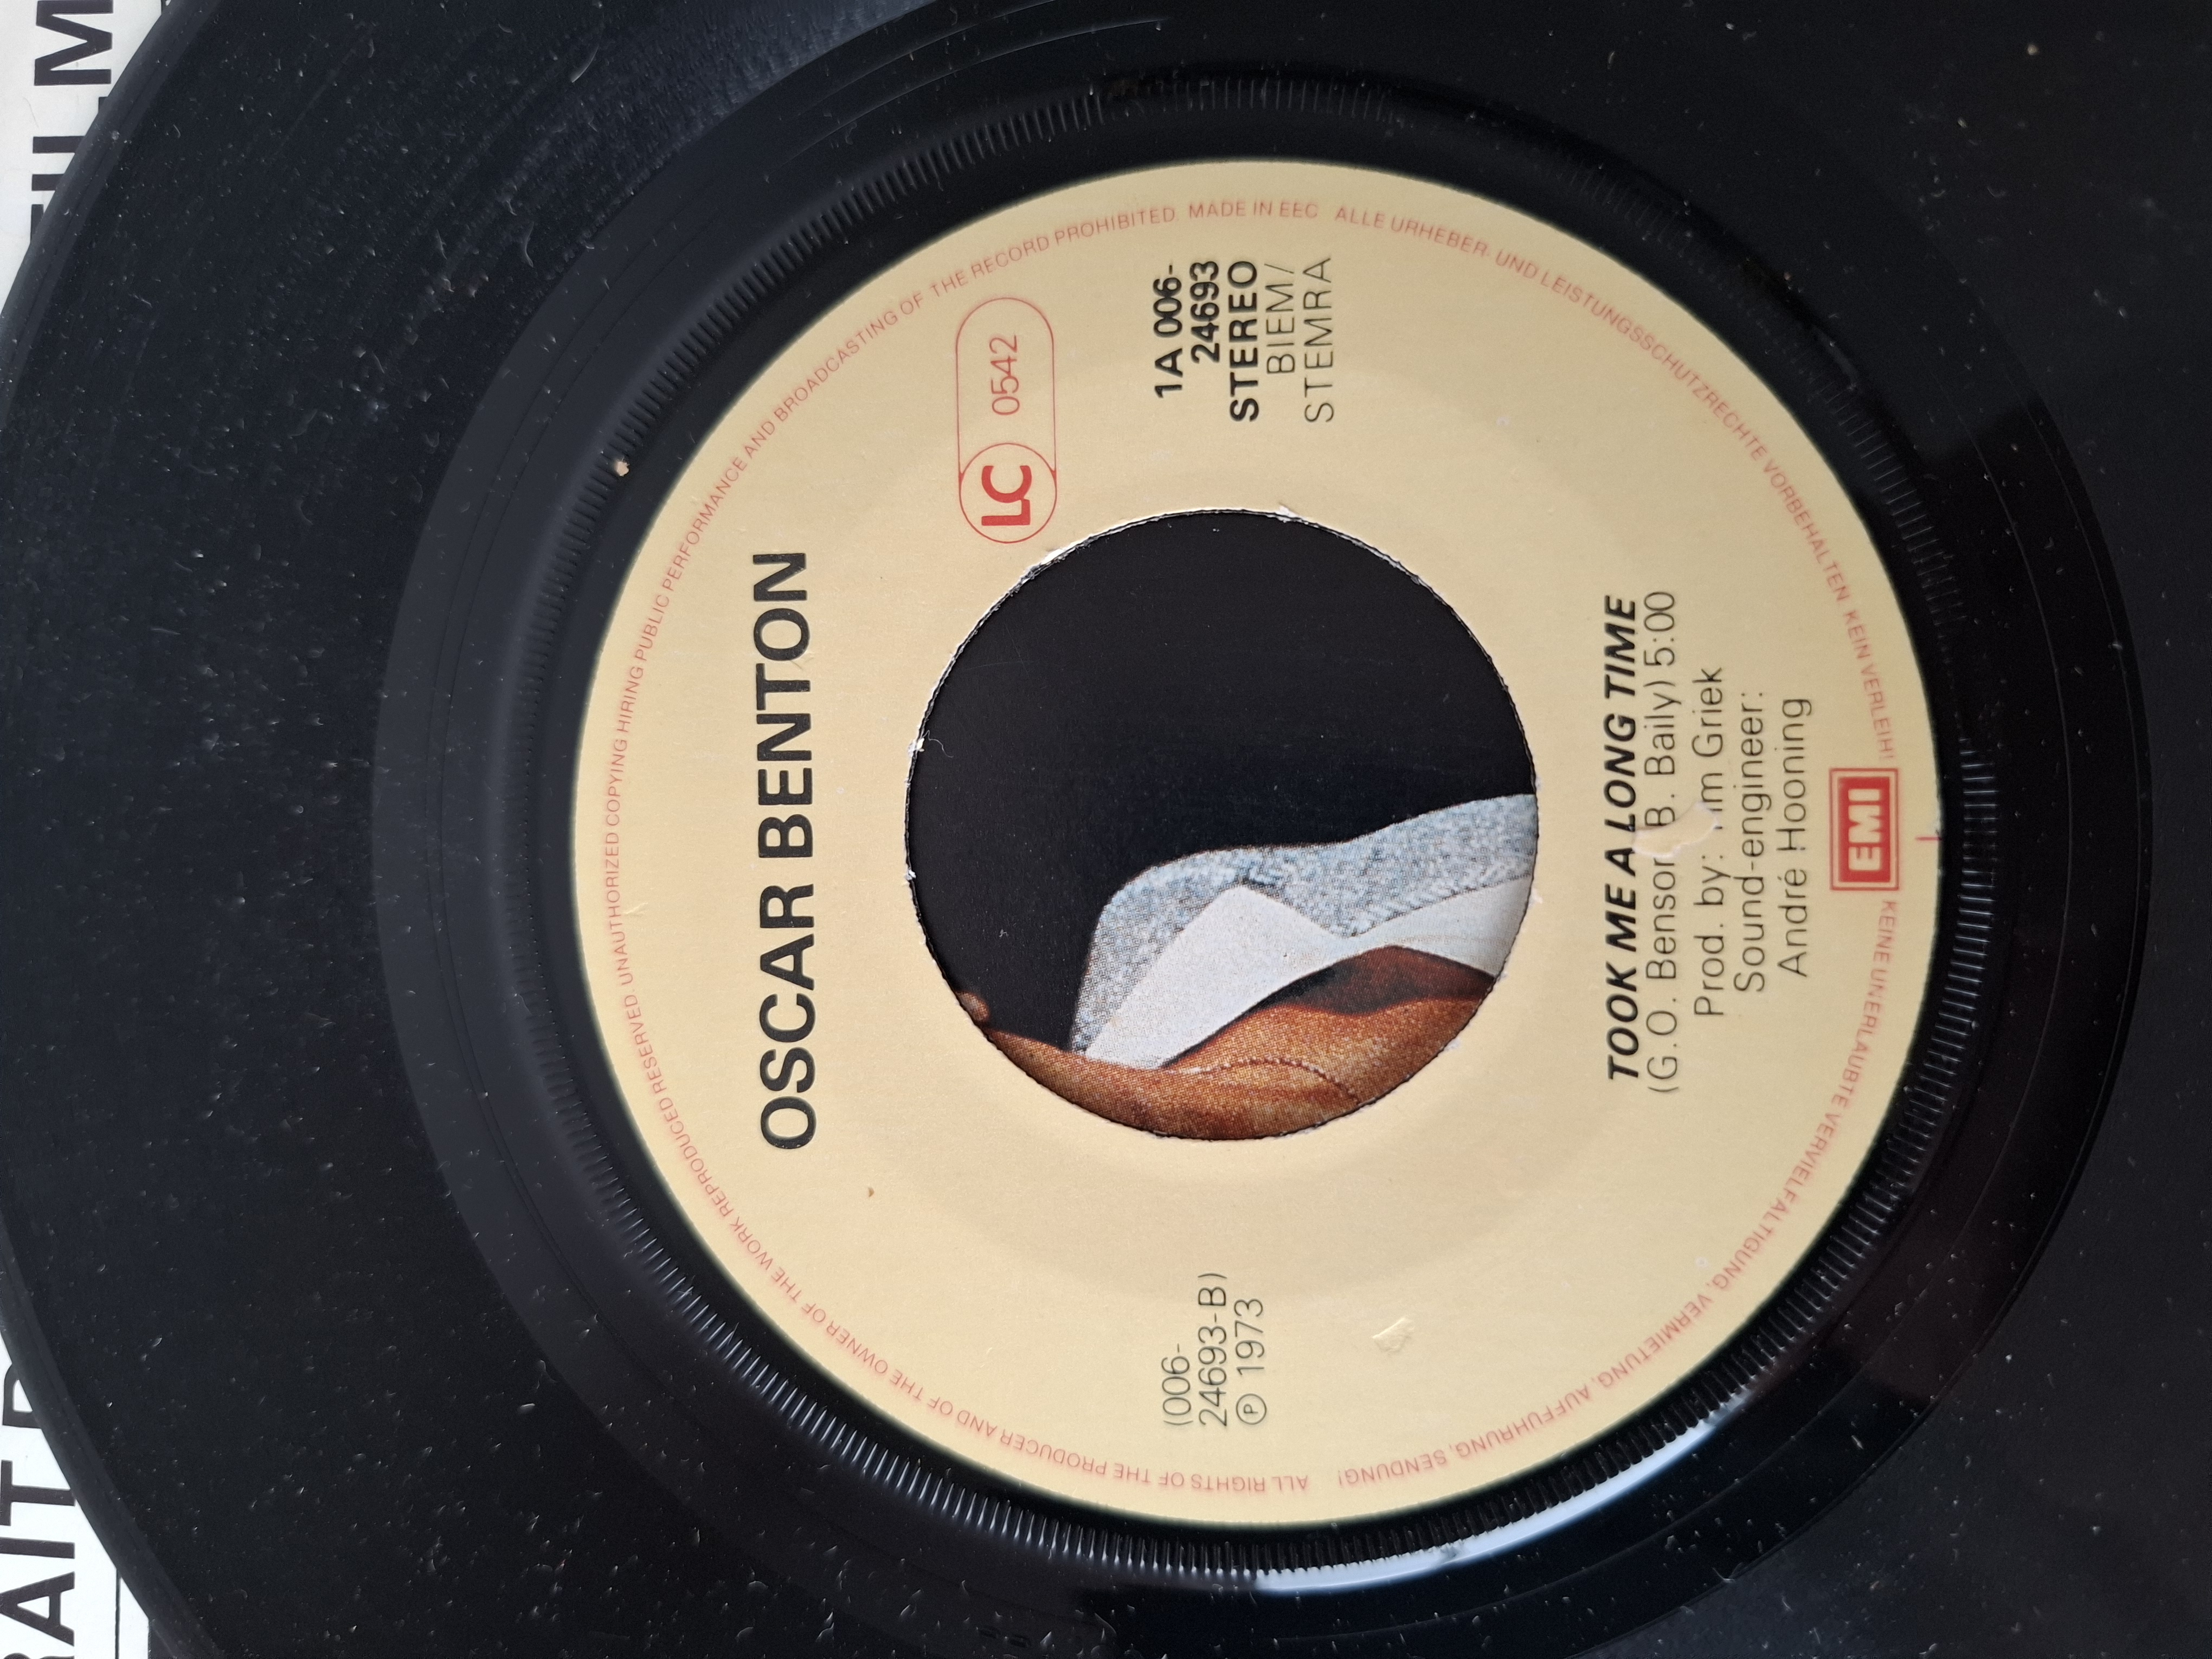 OSCAR BENTON
LC 0542
1A 006-
24693
STEREO
BIEM/
STEMRA
(006-
24693-B)
Ⓟ 1973
TOOK ME A LONG TIME
(G.O. Benson B. Baily) 5:00
Prod. by: Tim Griek
Sound-engineer:
André Hooning
EMI
ALL RIGHTS OF THE PRODUCER AND OF THE OWNER OF THE WORK REPRODUCED RESERVED. UNAUTHORIZED COPYING HIRING PUBLIC PERFORMANCE AND BROADCASTING OF THE RECORD PROHIBITED. MADE IN EEC ALLE URHEBER- UND LEISTUNGSSCHUTZRECHTE VORBEHALTEN. KEIN VERLEIH! KEINE UNERLAUBTE VERVIELFÄLTIGUNG, VERMIETUNG, AUFFÜHRUNG, SENDUNG!